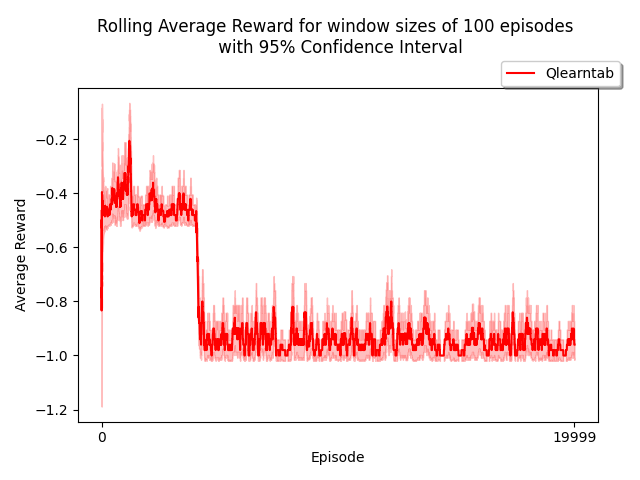 Rolling Average Reward for window sizes of 100 episodes
with 95% Confidence Interval
Qlearntab
−0.2
−0.4
−0.6
−0.8
−1.0
−1.2
Average Reward
0
19999
Episode